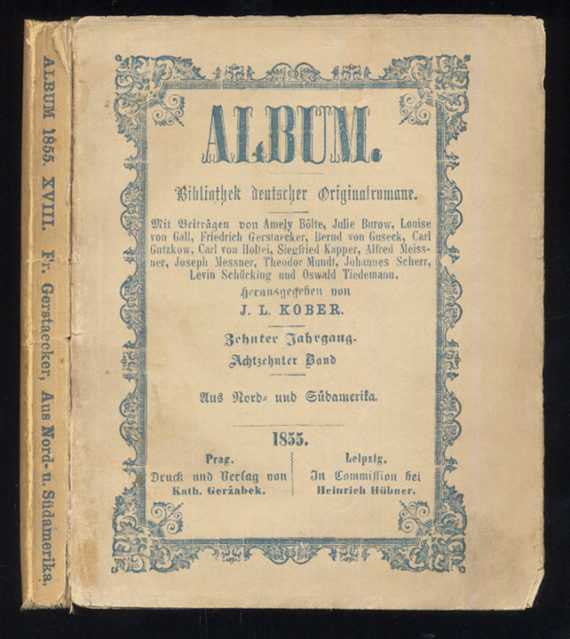 ALBUM 1855. XVIII. Fr. Gerstaecker, Aus Nord- u. Südamerika.
ALBUM.
Bibliothek deutscher Originalromane.
Mit Beiträgen von Amely Bölte, Julie Burow, Louise
von Gall, Friedrich Gerstaecker, Bernd von Guseck, Carl
Gutzkow, Carl von Holtei, Siegfried Kapper, Alfred Meiss-
ner, Joseph Messner, Theodor Mundt, Johannes Scherr,
Levin Schücking und Oswald Tiedemann.
Herausgegeben von
J. L. KOBER.
Zehnter Jahrgang.
Achtzehnter Band
Aus Nord- und Südamerika.
1855.
Prag.
Druck und Verlag von
Kath. Geržabek.
Leipzig.
In Commission bei
Heinrich Hübner.